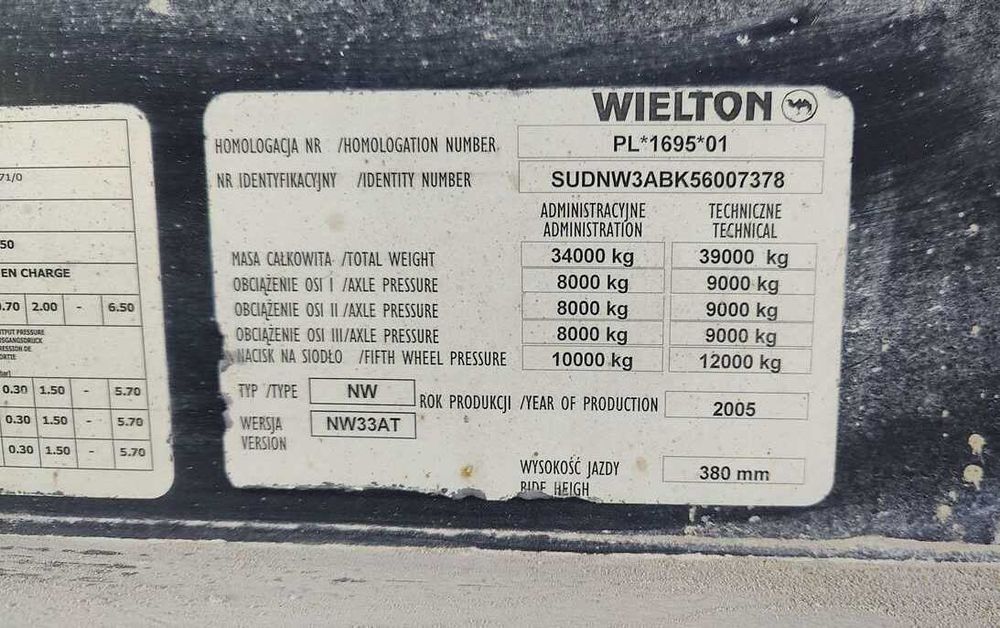 71/0
50
EN CHARGE
.70 2.00 - 6.50
0.30 1.50 - 5.70
0.30 1.50 - 5.70
0.30 1.50 - 5.70
WIELTON
HOMOLOGACJA NR /HOMOLOGATION NUMBER PL*1695*01
NR IDENTYFIKACYJNY /IDENTITY NUMBER SUDNW3ABK56007378
ADMINISTRACYJNE TECHNICZNE
ADMINISTRATION TECHNICAL
MASA CAŁKOWITA /TOTAL WEIGHT 34000 kg 39000 kg
OBCIĄŻENIE OSI I /AXLE PRESSURE 8000 kg 9000 kg
OBCIĄŻENIE OSI II /AXLE PRESSURE 8000 kg 9000 kg
OBCIĄŻENIE OSI III /AXLE PRESSURE 8000 kg 9000 kg
NACISK NA SIODŁO /FIFTH WHEEL PRESSURE 10000 kg 12000 kg
TYP /TYPE NW ROK PRODUKCJI /YEAR OF PRODUCTION 2005
WERSJA NW33AT
VERSION
WYSOKOŚĆ JAZDY 380 mm
RIDE HEIGH